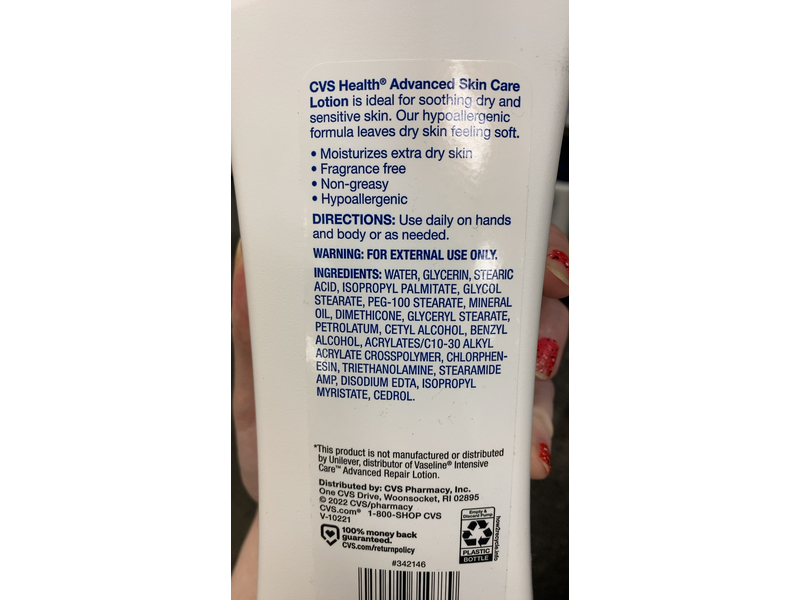 CVS Health® Advanced Skin Care
Lotion is ideal for soothing dry and
sensitive skin. Our hypoallergenic
formula leaves dry skin feeling soft.
• Moisturizes extra dry skin
• Fragrance free
• Non-greasy
• Hypoallergenic
DIRECTIONS: Use daily on hands
and body or as needed.
WARNING: FOR EXTERNAL USE ONLY.
INGREDIENTS: WATER, GLYCERIN, STEARIC
ACID, ISOPROPYL PALMITATE, GLYCOL
STEARATE, PEG-100 STEARATE, MINERAL
OIL, DIMETHICONE, GLYCERYL STEARATE,
PETROLATUM, CETYL ALCOHOL, BENZYL
ALCOHOL, ACRYLATES/C10-30 ALKYL
ACRYLATE CROSSPOLYMER, CHLORPHEN-
ESIN, TRIETHANOLAMINE, STEARAMIDE
AMP, DISODIUM EDTA, ISOPROPYL
MYRISTATE, CEDROL.
*This product is not manufactured or distributed
by Unilever, distributor of Vaseline® Intensive
Care™ Advanced Repair Lotion.
Distributed by: CVS Pharmacy, Inc.
One CVS Drive, Woonsocket, RI 02895
© 2022 CVS/pharmacy
CVS.com® 1-800-SHOP CVS
V-10221
100% money back
guaranteed.
CVS.com/returnpolicy
Empty &
Discard Pump
PLASTIC
BOTTLE
how2recycle.info
#342146